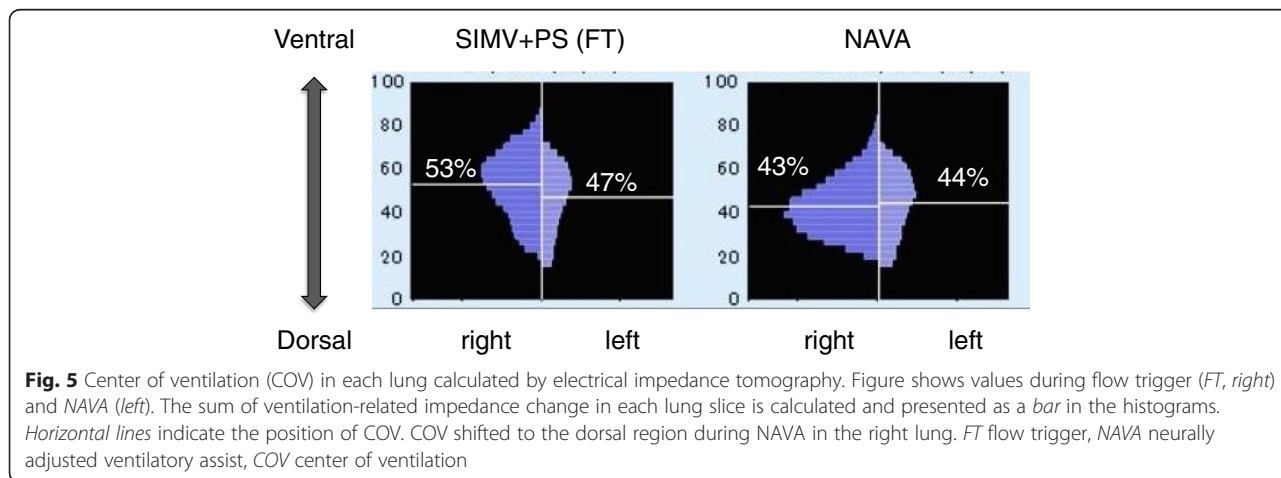 Ventral SIMV+PS (FT) NAVA
100 100
80 80
60 60
53% 47% 43% 44%
40 40
20 20
0 0
Dorsal right left right left
Fig. 5 Center of ventilation (COV) in each lung calculated by electrical impedance tomography. Figure shows values during flow trigger (FT, right)
and NAVA (left). The sum of ventilation-related impedance change in each lung slice is calculated and presented as a bar in the histograms.
Horizontal lines indicate the position of COV. COV shifted to the dorsal region during NAVA in the right lung. FT flow trigger, NAVA neurally
adjusted ventilatory assist, COV center of ventilation